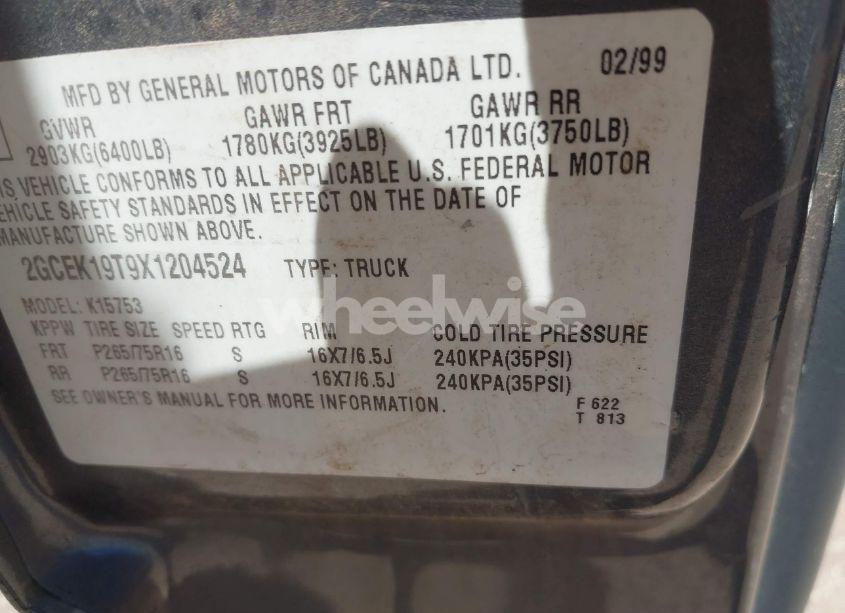 MFD BY GENERAL MOTORS OF CANADA LTD. 02/99
GVWR GAWR FRT GAWR RR
2903KG(6400LB) 1780KG(3925LB) 1701KG(3750LB)
IS VEHICLE CONFORMS TO ALL APPLICABLE U.S. FEDERAL MOTOR
EHICLE SAFETY STANDARDS IN EFFECT ON THE DATE OF
MANUFACTURE SHOWN ABOVE.
2GCEK19T9X1204524 TYPE: TRUCK
wheelwise
MODEL: K15753
KPPW TIRE SIZE SPEED RTG RIM COLD TIRE PRESSURE
FRT P265/75R16 S 16X7/6.5J 240KPA(35PSI)
RR P265/75R16 S 16X7/6.5J 240KPA(35PSI)
SEE OWNER'S MANUAL FOR MORE INFORMATION.
F 622
T 813